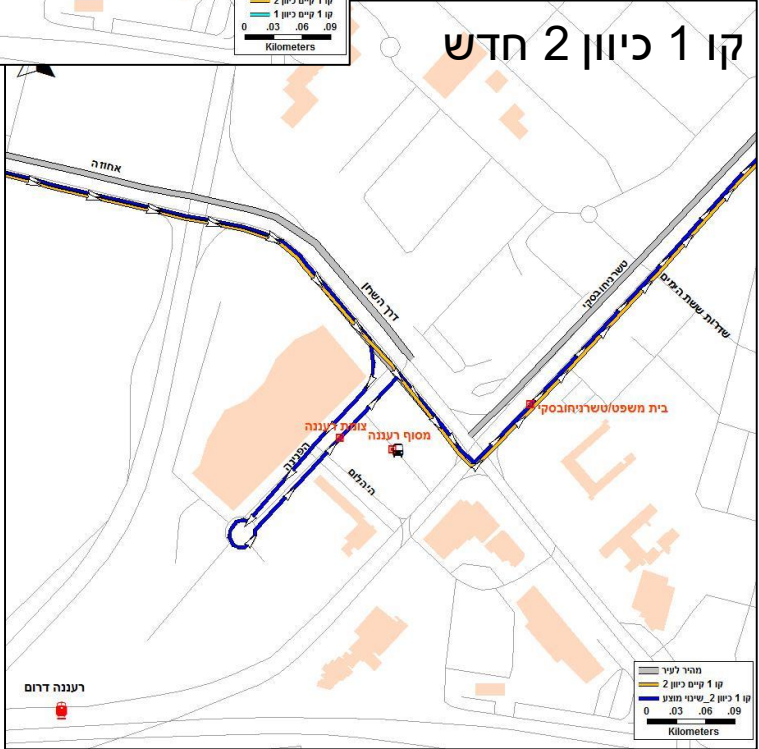 קו 1 קיים כיוון 2
קו 1 קיים כיוון 1
0 .03 .06 .09
Kilometers
קו 1 כיוון 2 חדש
אחוזה
דרך השרון
טשרניחובסקי
שדרות ששת הימים
בית משפט/טשרניחובסקי
צומת רעננה
מסוף רעננה
הפנינה
היהלום
רעננה דרום
מהיר לעיר
קו 1 קיים כיוון 2
קו 1 כיוון 2_שינוי מוצע
0 .03 .06 .09
Kilometers